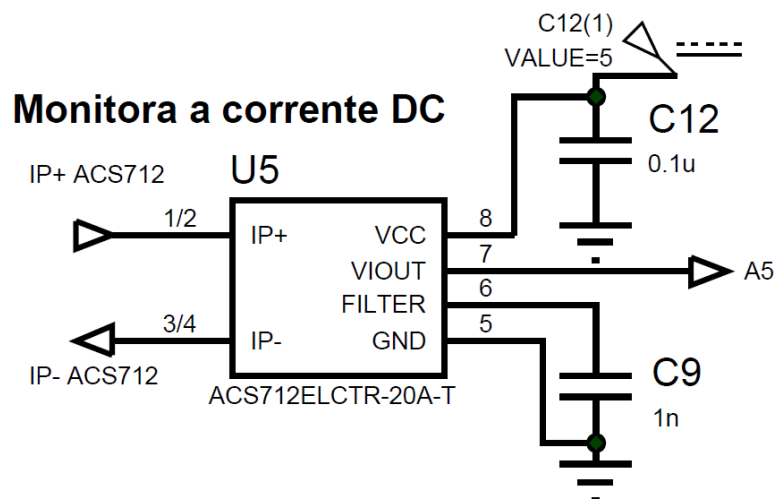 C12(1)
VALUE=5
Monitora a corrente DC
C12
0.1u
IP+ ACS712
U5
1/2
IP+
VCC
8
VIOUT
7
A5
FILTER
6
3/4
IP-
GND
5
IP- ACS712
ACS712ELCTR-20A-T
C9
1n